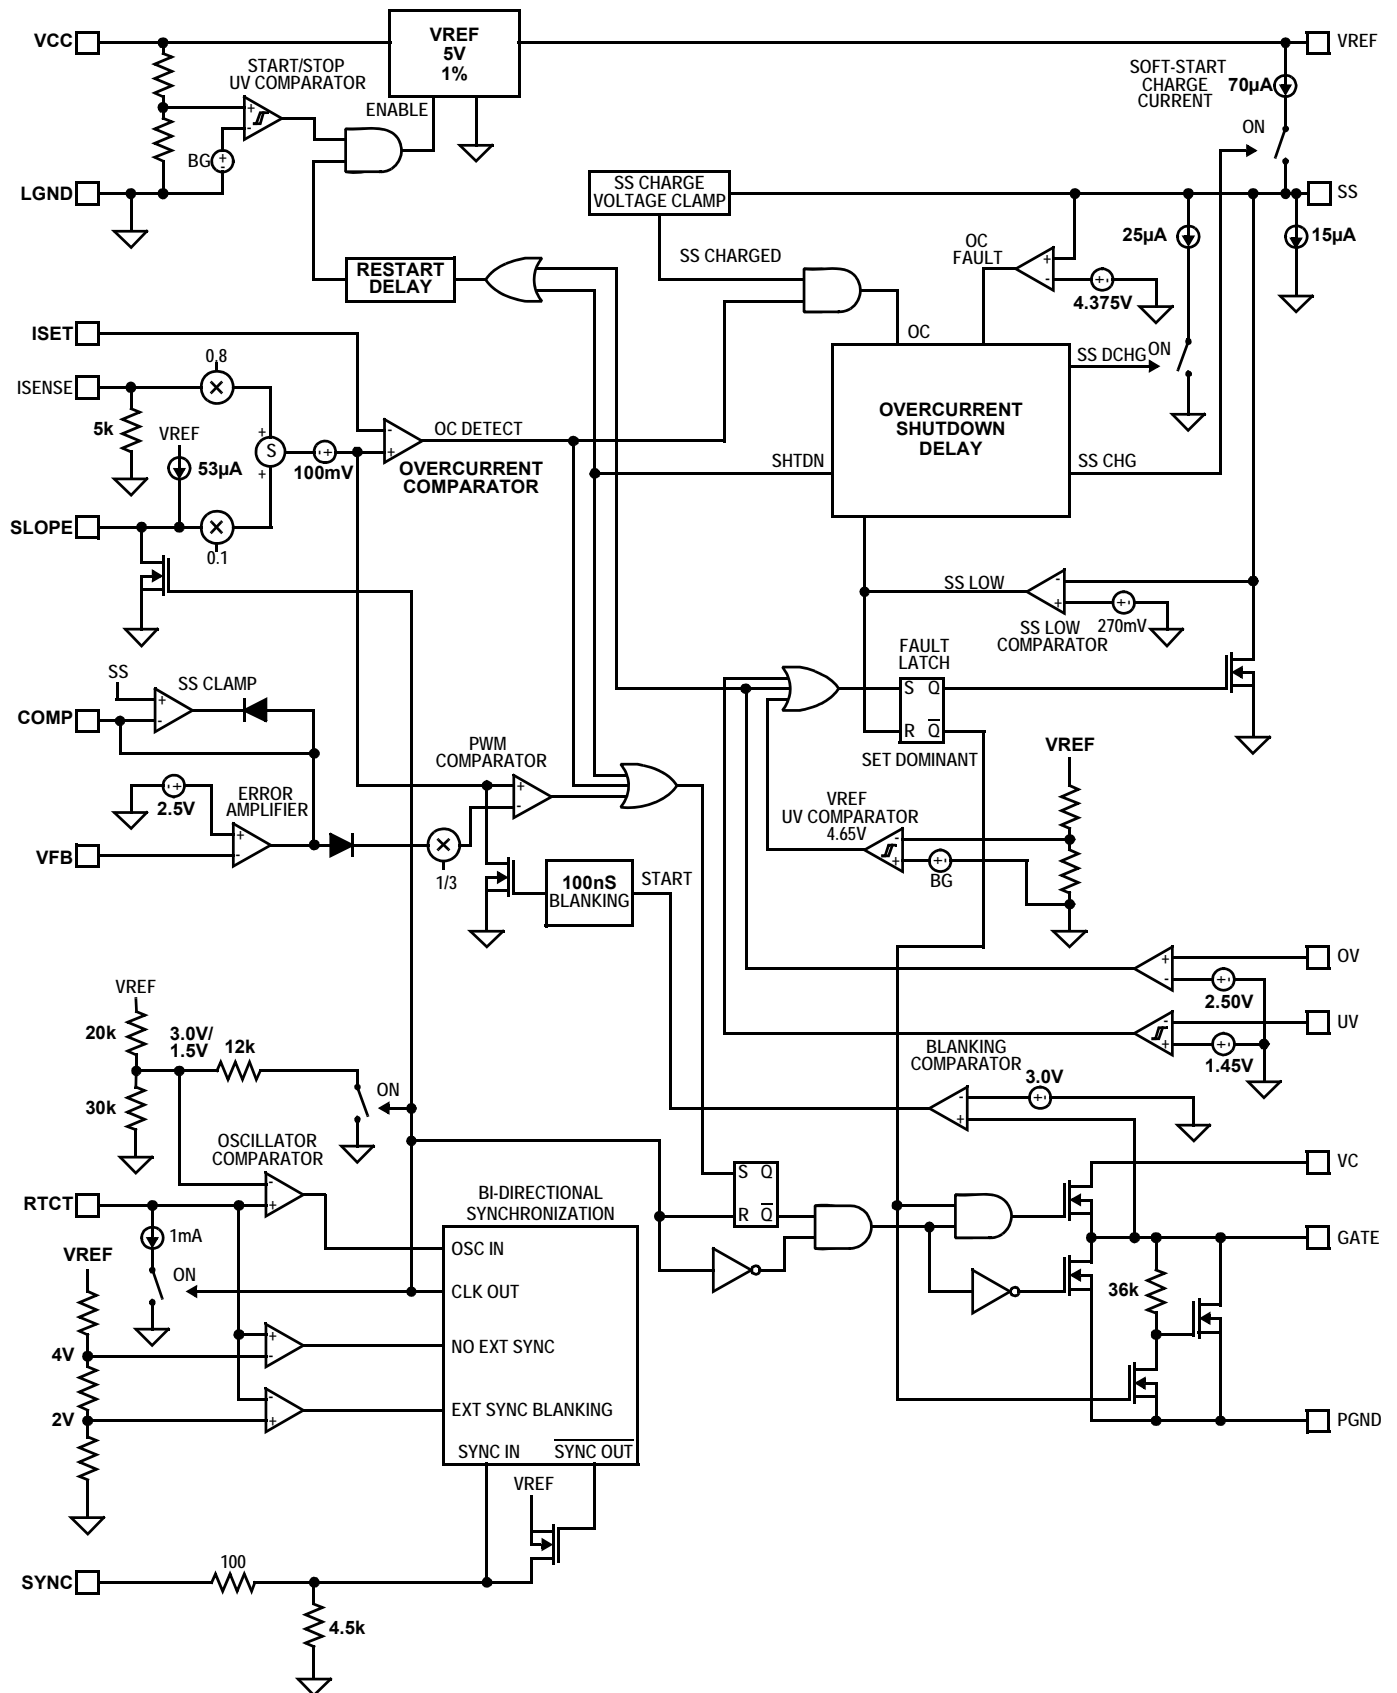 VCC
VREF
5V
1%
VREF
START/STOP
UV COMPARATOR
ENABLE
+
-
BG
+
-
LGND
SOFT-START
CHARGE
CURRENT
70µA
ON
SS CHARGE
VOLTAGE CLAMP
SS
25µA
15µA
OC
FAULT
+
-
+-
4.375V
SS CHARGED
RESTART
DELAY
OC
ISET
ISENSE
0.8
×
5k
VREF
53µA
+
S
+
-+
100mV
-
+
OC DETECT
OVERCURRENT
COMPARATOR
OVERCURRENT
SHUTDOWN
DELAY
SS DCHG
ON
SHTDN
SS CHG
SLOPE
×
0.1
SS LOW
-
+
+-
270mV
SS LOW
COMPARATOR
FAULT
LATCH
S Q
R Q
SET DOMINANT
SS
SS CLAMP
+
-
COMP
PWM
COMPARATOR
+
-
VREF
-+
2.5V
ERROR
AMPLIFIER
+
-
VFB
×
1/3
VREF
UV COMPARATOR
4.65V
-
+
+-
BG
100nS
BLANKING
START
OV
+
-
+-
2.50V
UV
-
+
+-
1.45V
VREF
20k
3.0V/
1.5V
12k
ON
30k
BLANKING
COMPARATOR
3.0V
-
+
+-
OSCILLATOR
COMPARATOR
-
+
RTCT
1mA
VREF
ON
BI-DIRECTIONAL
SYNCHRONIZATION
OSC IN
CLK OUT
NO EXT SYNC
EXT SYNC BLANKING
SYNC IN
SYNC OUT
S Q
R Q
VC
GATE
36k
4V
+
-
2V
-
+
PGND
VREF
SYNC
100
4.5k